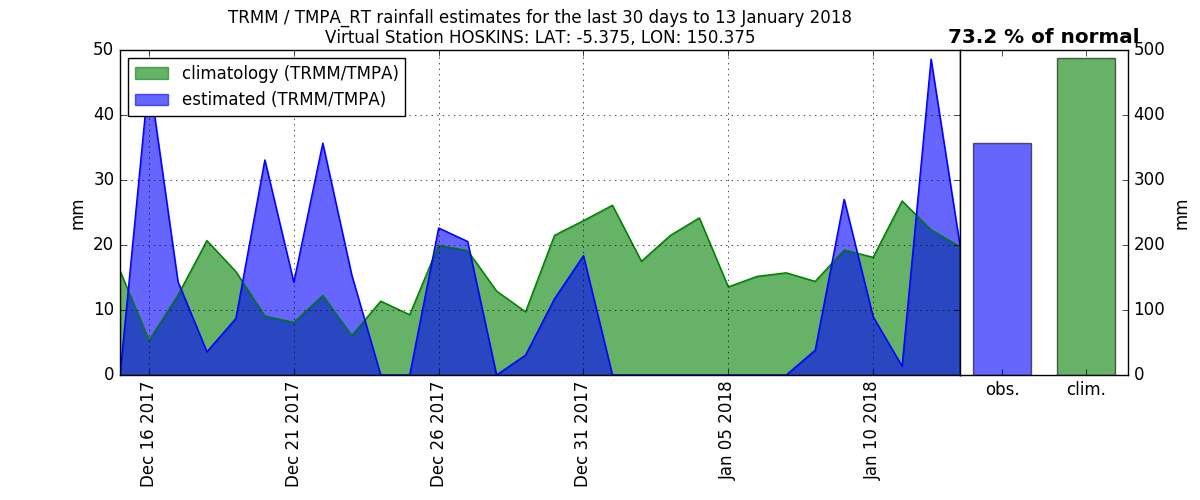 TRMM / TMPA_RT rainfall estimates for the last 30 days to 13 January 2018
Virtual Station HOSKINS: LAT: -5.375, LON: 150.375
73.2 % of normal
climatology (TRMM/TMPA)
estimated (TRMM/TMPA)
50
40
30
20
10
0
mm
500
400
300
200
100
0
mm
Dec 16 2017
Dec 21 2017
Dec 26 2017
Dec 31 2017
Jan 05 2018
Jan 10 2018
obs.
clim.